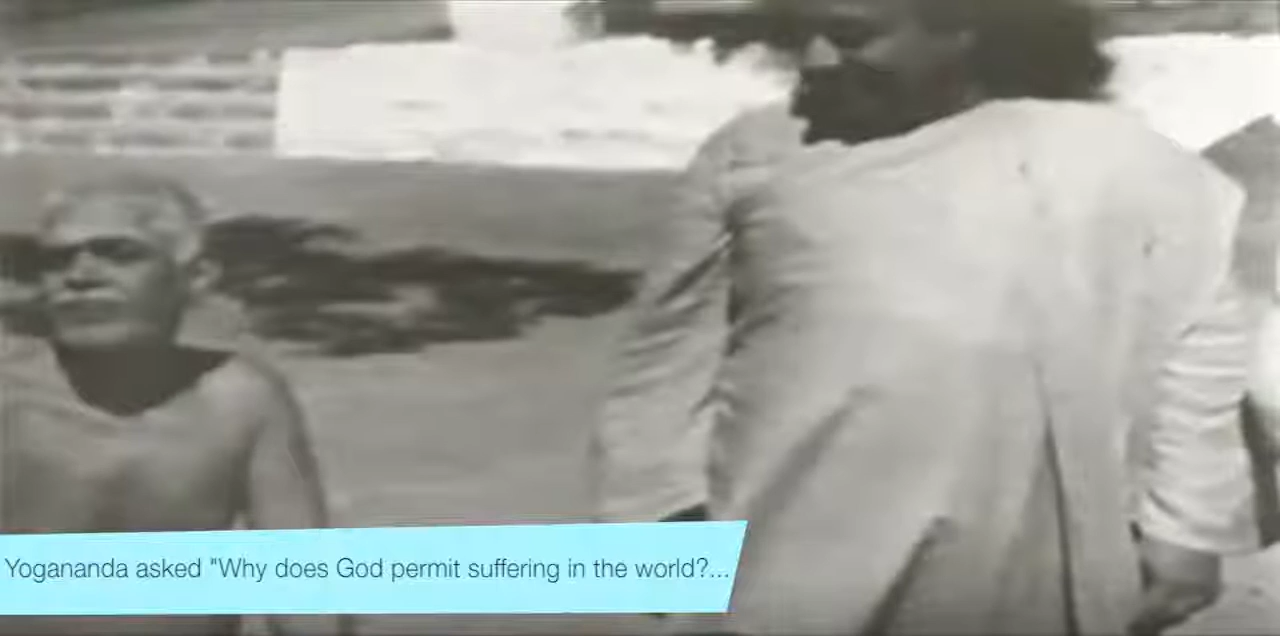 Yogananda asked "Why does God permit suffering in the world?...